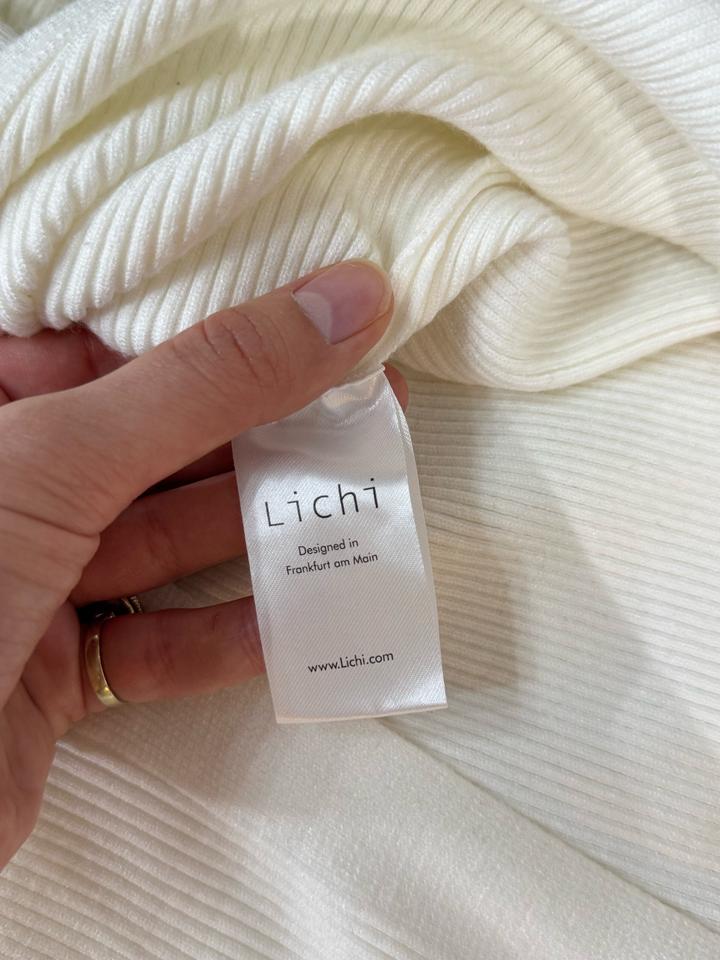 Lichi
Designed in
Frankfurt am Main
www.Lichi.com